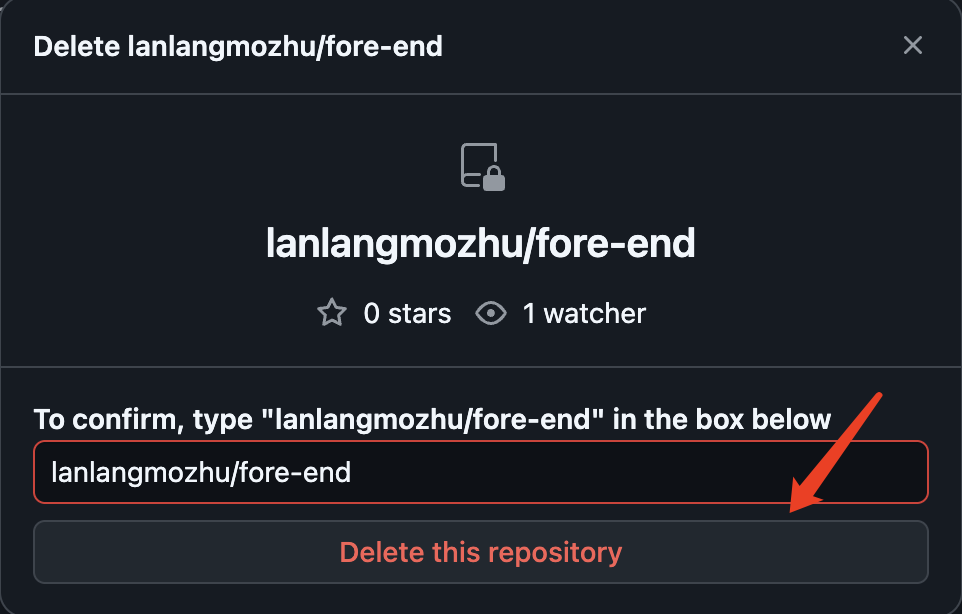 Delete lanlangmozhu/fore-end
lanlangmozhu/fore-end
0 stars 1 watcher
To confirm, type "lanlangmozhu/fore-end" in the box below
lanlangmozhu/fore-end
Delete this repository